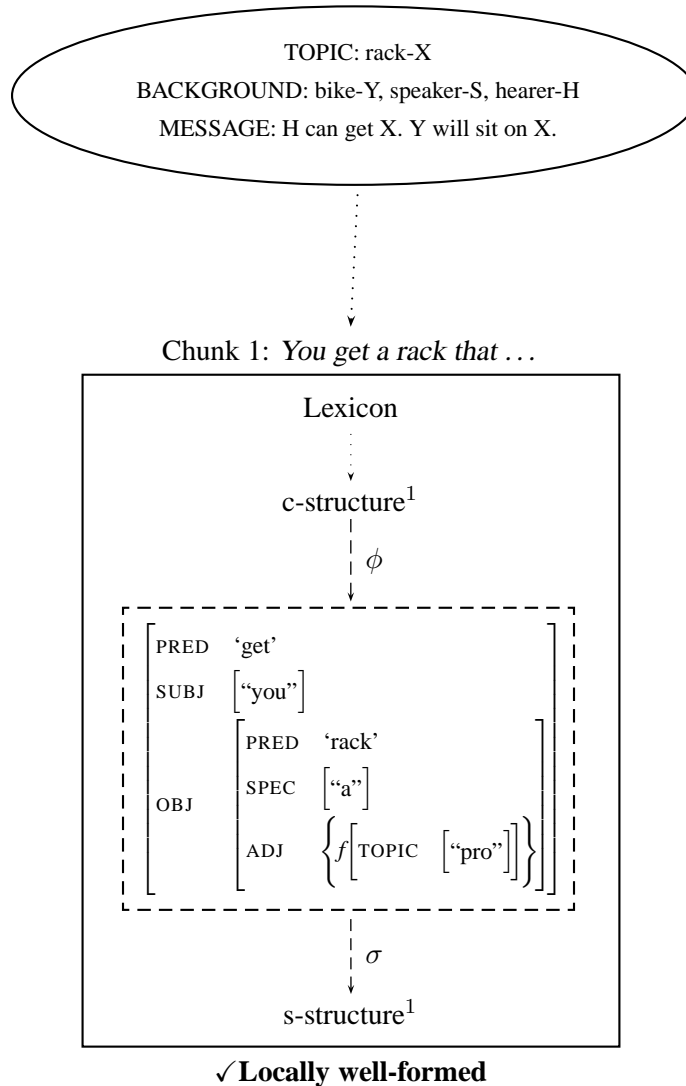 TOPIC: rack-X
BACKGROUND: bike-Y, speaker-S, hearer-H
MESSAGE: H can get X. Y will sit on X.
Chunk 1: You get a rack that …
Lexicon
c-structure¹
ϕ
PRED ‘get’
SUBJ [“you”]
OBJ
PRED ‘rack’
SPEC [“a”]
ADJ {f[TOPIC [“pro”]]}
σ
s-structure¹
✓Locally well-formed